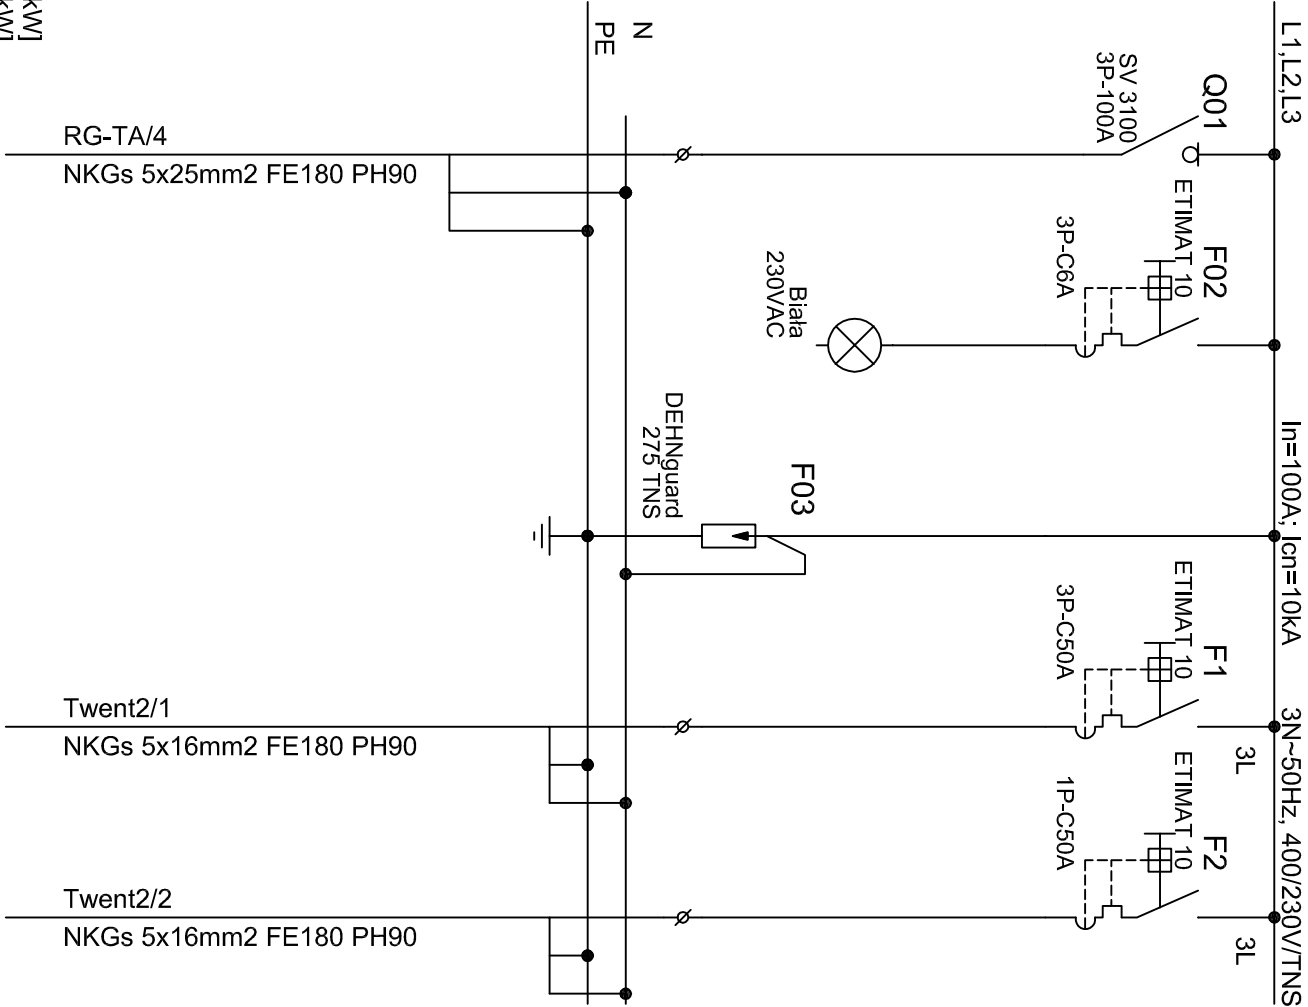 L1,L2,L3
In=100A; Icn=10kA
3N~50Hz, 400/230V/TNS
Q01
SV 3100
3P-100A
F02
ETIMAT 10
3P-C6A
Biała
230VAC
F03
DEHNguard
275 TNS
F1
ETIMAT 10
3P-C50A
3L
F2
ETIMAT 10
1P-C50A
3L
N
PE
RG-TA/4
NKGs 5x25mm2 FE180 PH90
Twent2/1
NKGs 5x16mm2 FE180 PH90
Twent2/2
NKGs 5x16mm2 FE180 PH90
kW]
kW]